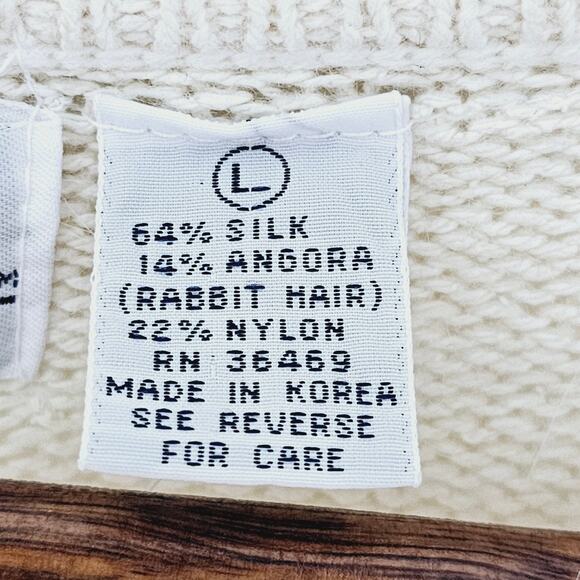 L
64% SILK
14% ANGORA
(RABBIT HAIR)
22% NYLON
RN 36469
MADE IN KOREA
SEE REVERSE
FOR CARE